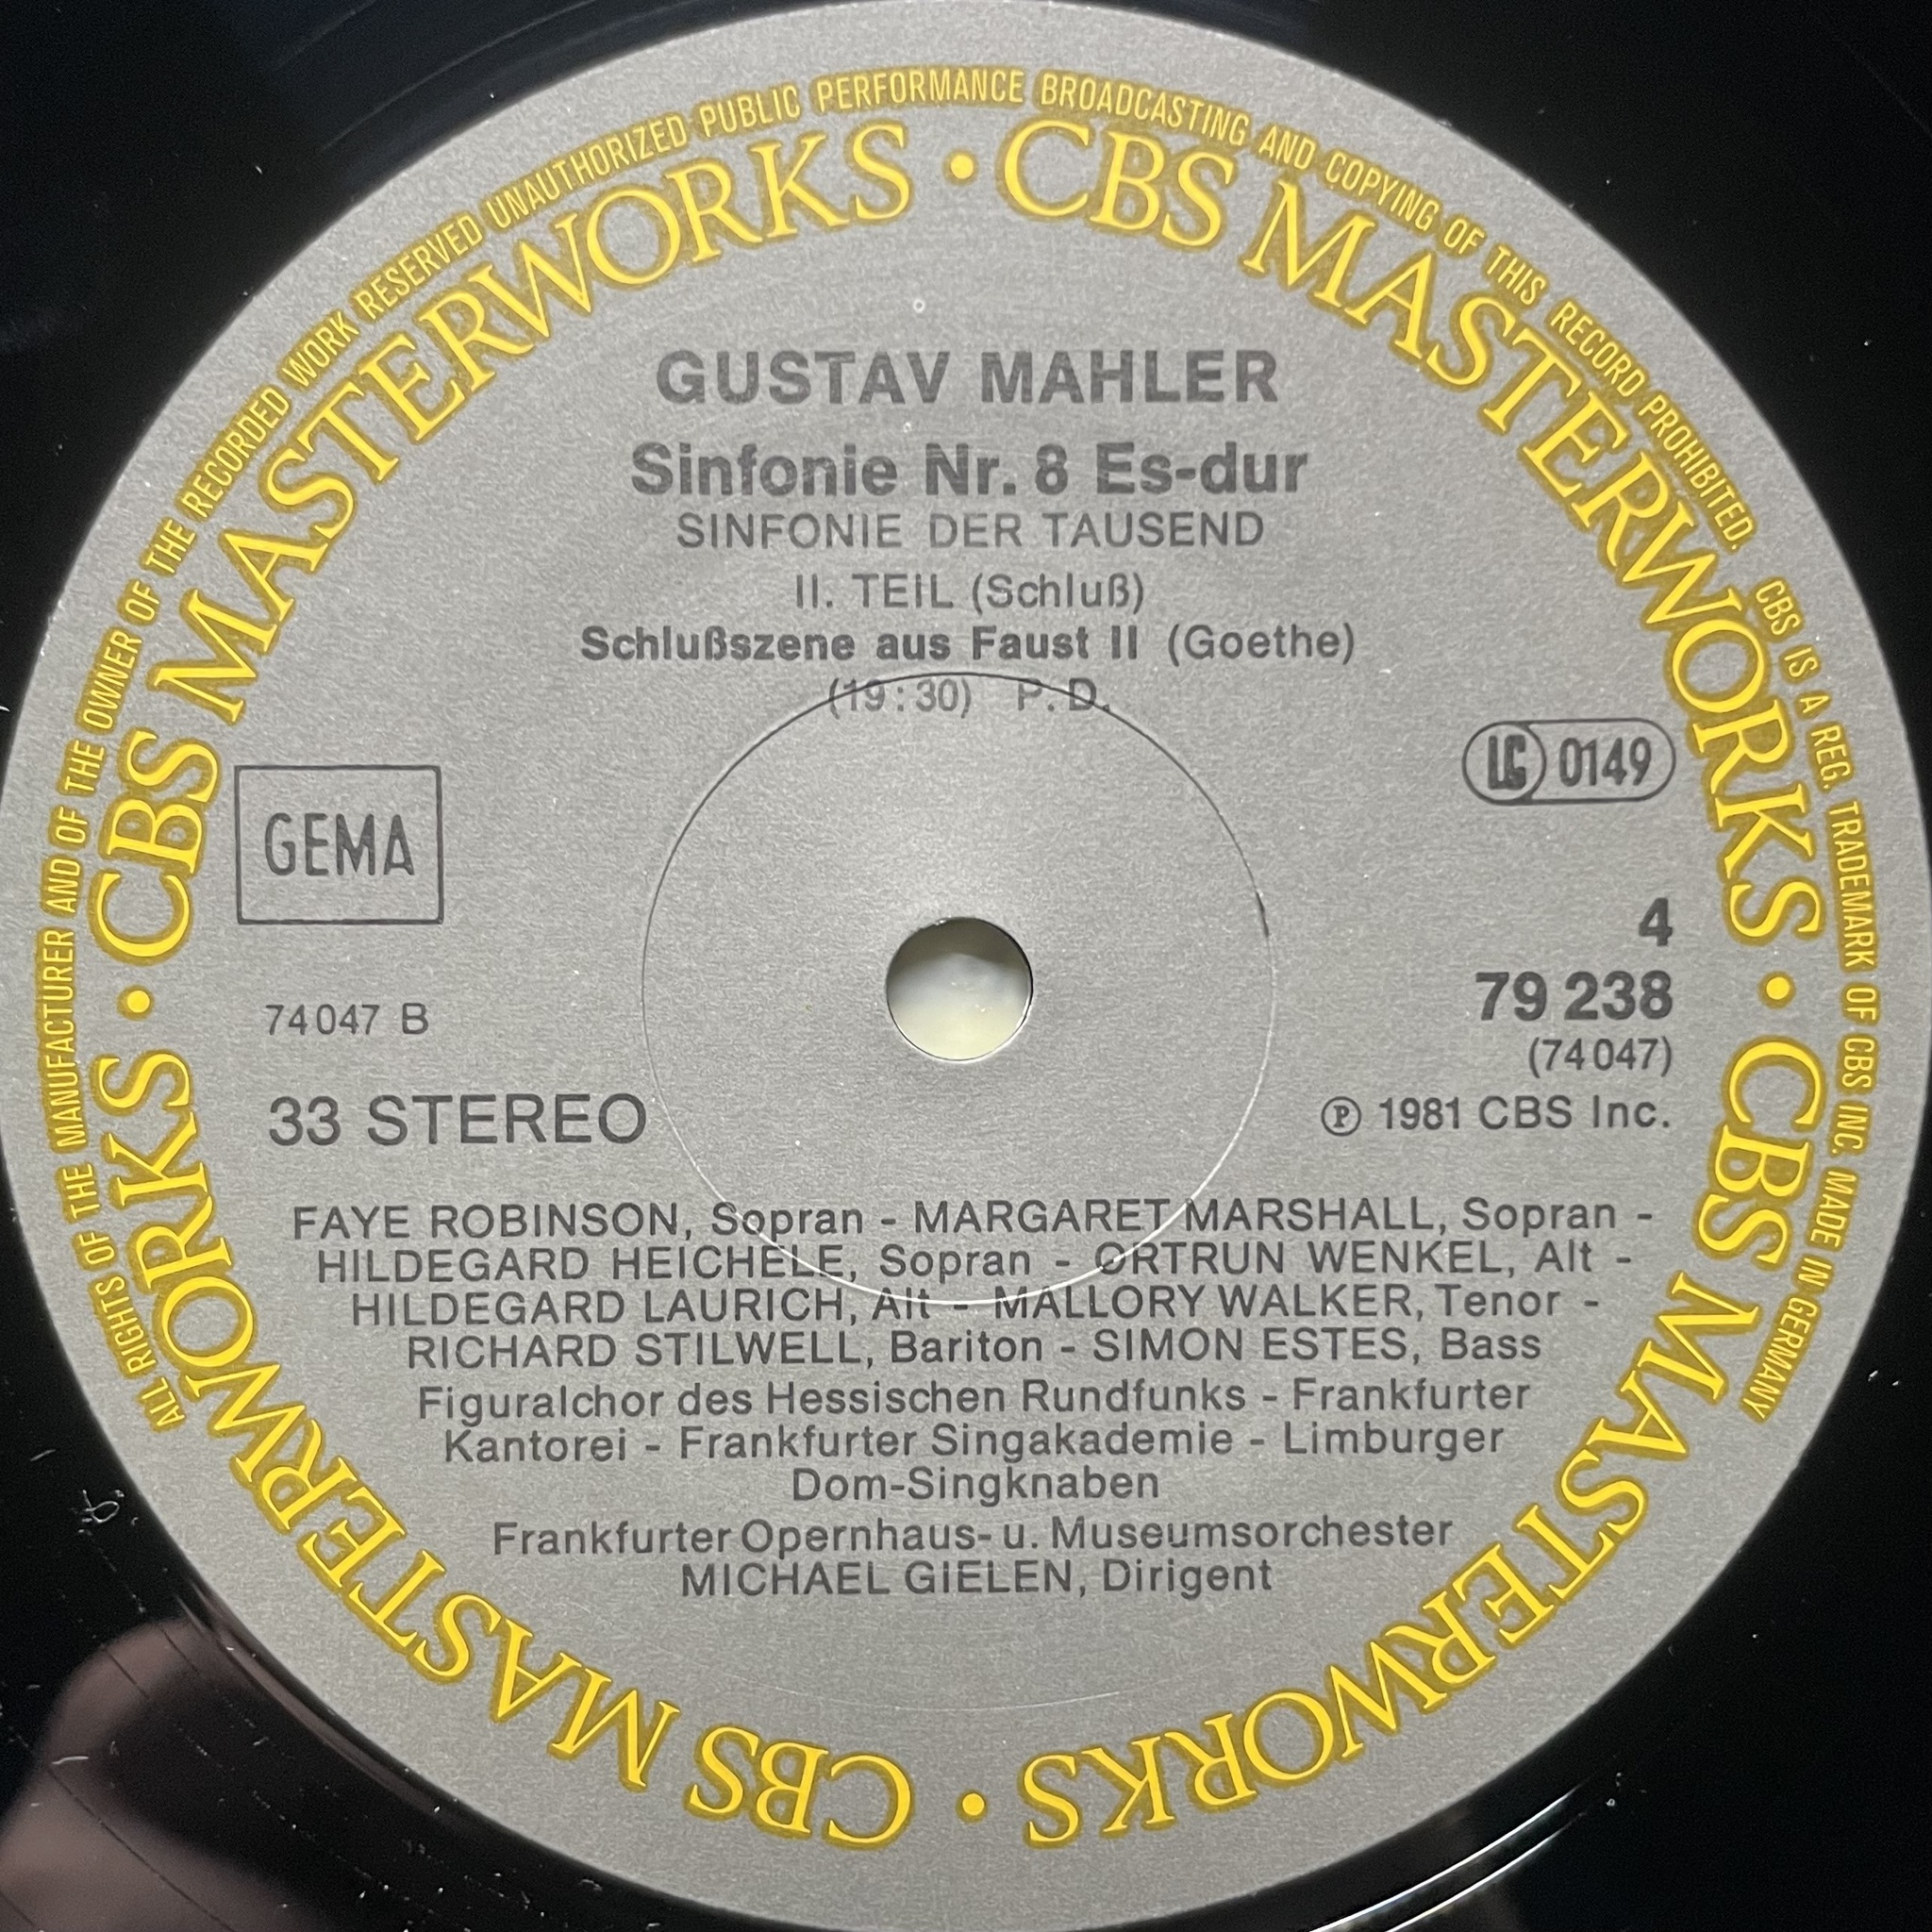 ALL RIGHTS OF THE MANUFACTURER AND OF THE OWNER OF THE RECORDED WORK RESERVED UNAUTHORIZED PUBLIC PERFORMANCE BROADCASTING AND COPYING OF THIS RECORD PROHIBITED. CBS IS A REG. TRADEMARK OF CBS INC. MADE IN GERMANY
CBS MASTERWORKS • CBS MASTERWORKS • CBS MASTERWORKS • CBS MASTERWORKS •
GUSTAV MAHLER
Sinfonie Nr. 8 Es-dur
SINFONIE DER TAUSEND
II. TEIL (Schluß)
Schlußszene aus Faust II (Goethe)
(19:30) P.D.
GEMA
LC 0149
4
79 238
74 047 B
(74 047)
33 STEREO
Ⓟ 1981 CBS Inc.
FAYE ROBINSON, Sopran - MARGARET MARSHALL, Sopran -
HILDEGARD HEICHELE, Sopran - ORTRUN WENKEL, Alt -
HILDEGARD LAURICH, Alt - MALLORY WALKER, Tenor -
RICHARD STILWELL, Bariton - SIMON ESTES, Bass
Figuralchor des Hessischen Rundfunks - Frankfurter
Kantorei - Frankfurter Singakademie - Limburger
Dom-Singknaben
Frankfurter Opernhaus- u. Museumsorchester
MICHAEL GIELEN, Dirigent